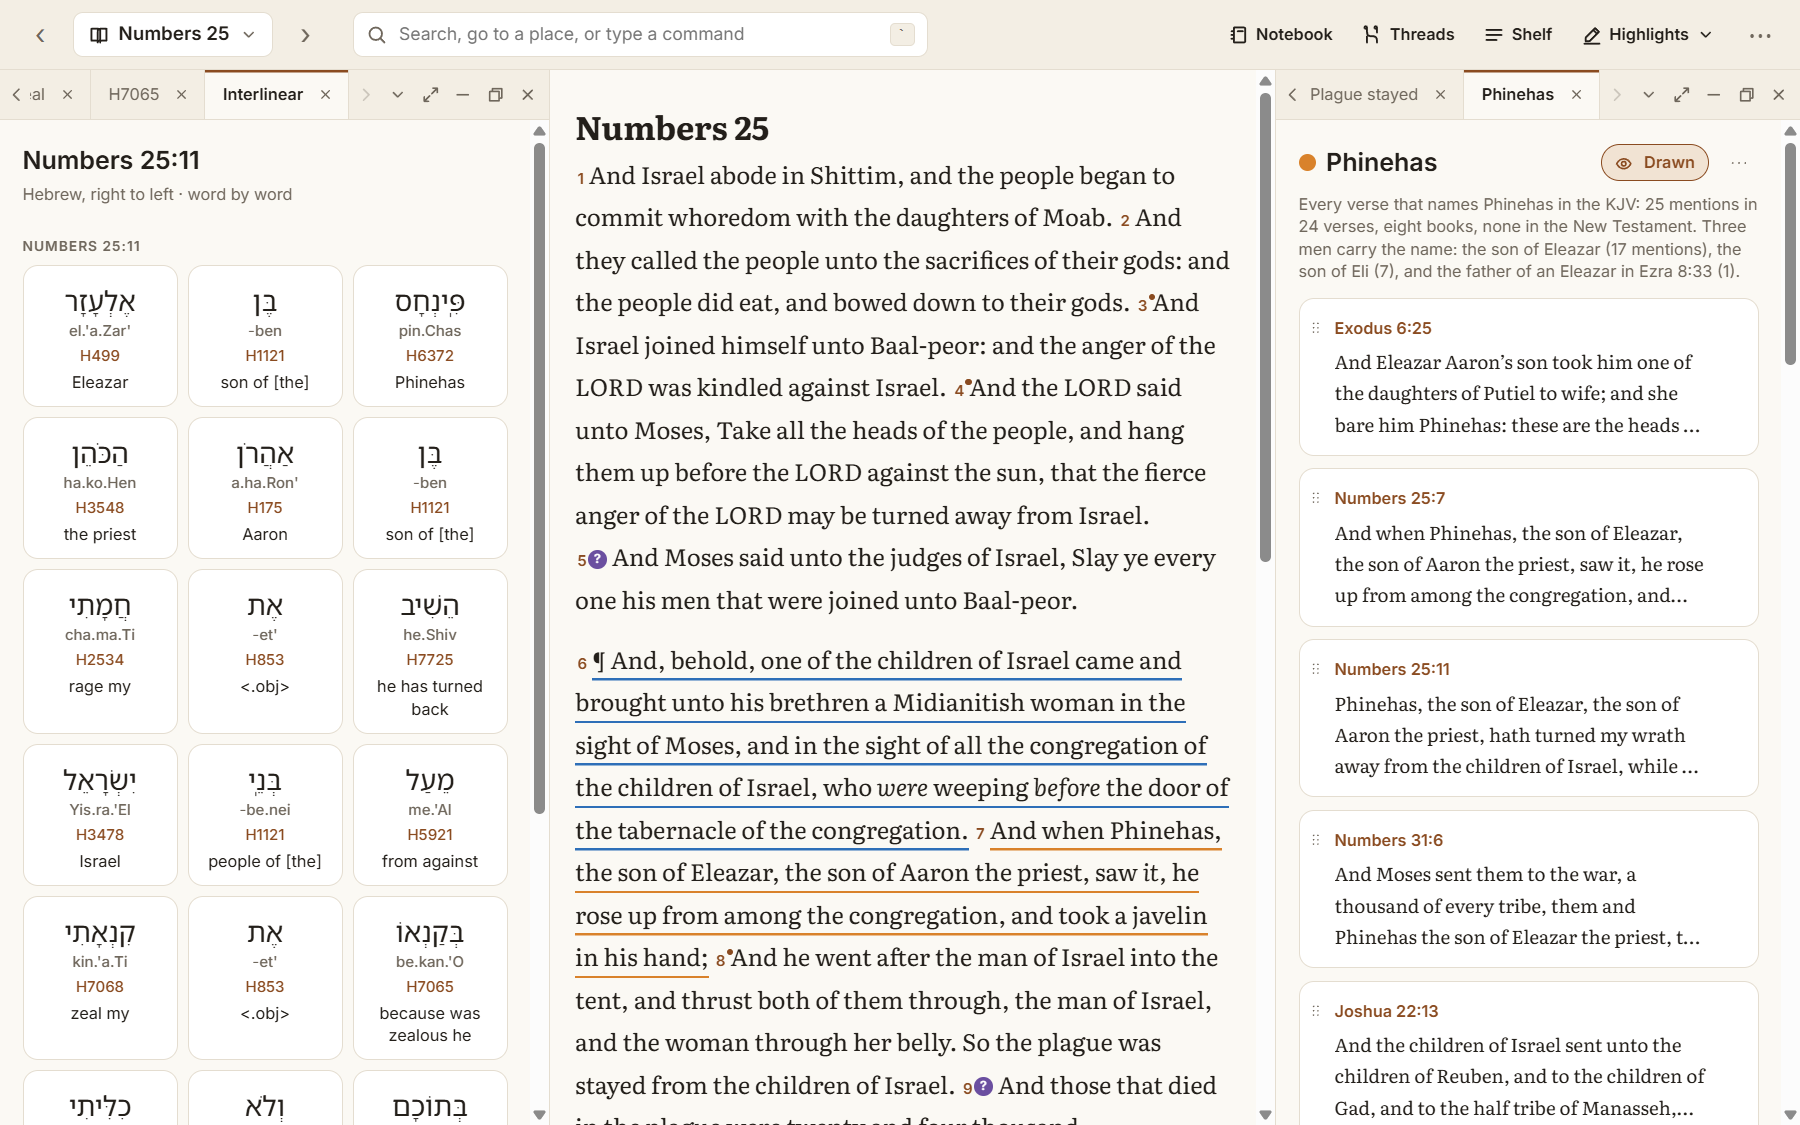 Numbers 25
Search, go to a place, or type a command
`
Notebook
Threads
Shelf
Highlights
eal
H7065
Interlinear
Numbers 25:11
Hebrew, right to left · word by word
NUMBERS 25:11
אֶלְעָזָר
בֶּן
פִּינְחָס
el.'a.Zar'
-ben
pin.Chas
H499
H1121
H6372
Eleazar
son of [the]
Phinehas
הַכֹּהֵן
אַהֲרֹן
בֶּן
ha.ko.Hen
a.ha.Ron'
-ben
H3548
H175
H1121
the priest
Aaron
son of [the]
חֲמָתִי
אֶת
הֵשִׁיב
cha.ma.Ti
-et'
he.Shiv
H2534
H853
H7725
rage my
<.obj>
he has turned
back
יִשְׂרָאֵל
בְּנֵי
מֵעַל
Yis.ra.'El
-be.nei
me.'Al
H3478
H1121
H5921
Israel
people of [the]
from against
קִנְאָתִי
אֶת
בְּקַנְאוֹ
kin.'a.Ti
-et'
be.kan.'O
H7068
H853
H7065
zeal my
<.obj>
because was
zealous he
כִלִּיתִי
וְלֹא
בְּתוֹכָם
Numbers 25
1 And Israel abode in Shittim, and the people began to
commit whoredom with the daughters of Moab. 2 And
they called the people unto the sacrifices of their gods: and
the people did eat, and bowed down to their gods. 3 And
Israel joined himself unto Baal-peor: and the anger of the
LORD was kindled against Israel. 4 And the LORD said
unto Moses, Take all the heads of the people, and hang
them up before the LORD against the sun, that the fierce
anger of the LORD may be turned away from Israel.
5 ? And Moses said unto the judges of Israel, Slay ye every
one his men that were joined unto Baal-peor.
6 ¶ And, behold, one of the children of Israel came and
brought unto his brethren a Midianitish woman in the
sight of Moses, and in the sight of all the congregation of
the children of Israel, who were weeping before the door of
the tabernacle of the congregation. 7 And when Phinehas,
the son of Eleazar, the son of Aaron the priest, saw it, he
rose up from among the congregation, and took a javelin
in his hand; 8 And he went after the man of Israel into the
tent, and thrust both of them through, the man of Israel,
and the woman through her belly. So the plague was
stayed from the children of Israel. 9 ? And those that died
in the plague were twenty and four thousand.
Plague stayed
Phinehas
Phinehas
Drawn
Every verse that names Phinehas in the KJV: 25 mentions in
24 verses, eight books, none in the New Testament. Three
men carry the name: the son of Eleazar (17 mentions), the
son of Eli (7), and the father of an Eleazar in Ezra 8:33 (1).
Exodus 6:25
And Eleazar Aaron’s son took him one of
the daughters of Putiel to wife; and she
bare him Phinehas: these are the heads …
Numbers 25:7
And when Phinehas, the son of Eleazar,
the son of Aaron the priest, saw it, he rose
up from among the congregation, and…
Numbers 25:11
Phinehas, the son of Eleazar, the son of
Aaron the priest, hath turned my wrath
away from the children of Israel, while …
Numbers 31:6
And Moses sent them to the war, a
thousand of every tribe, them and
Phinehas the son of Eleazar the priest, t…
Joshua 22:13
And the children of Israel sent unto the
children of Reuben, and to the children of
Gad, and to the half tribe of Manasseh,…